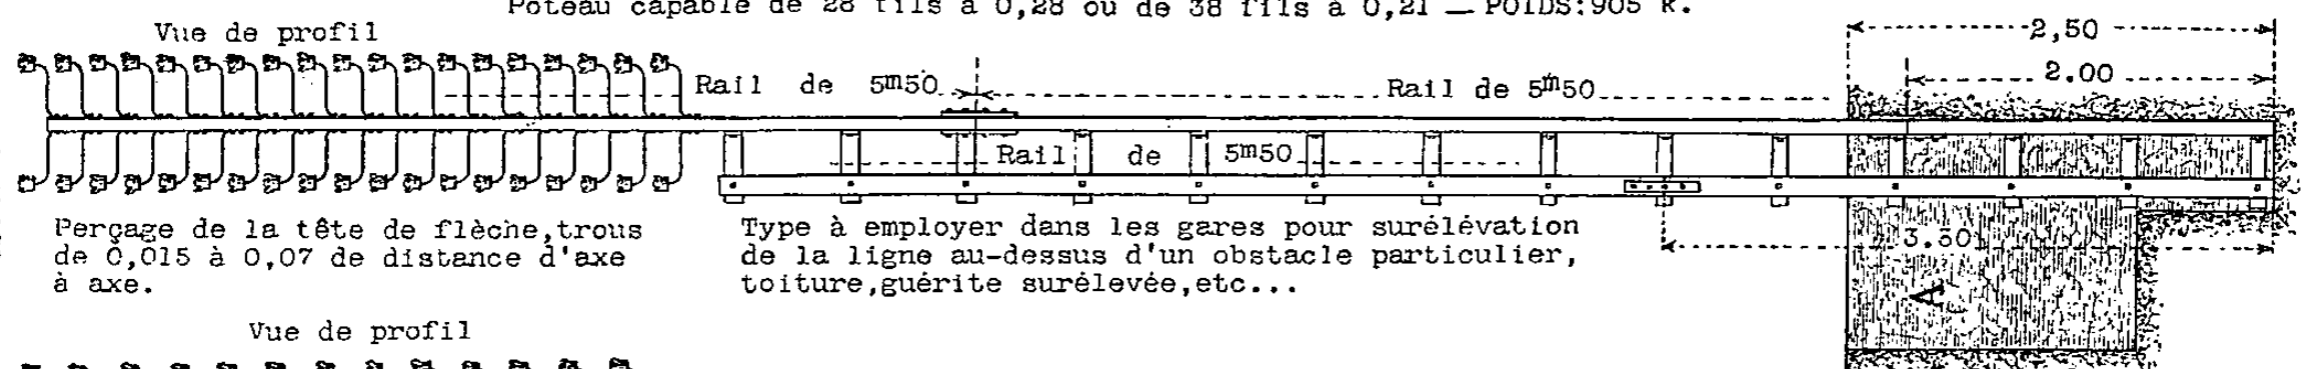 Poteau capable de 28 fils à 0,28 ou de 38 fils à 0,21 — POIDS:905 K.
Vue de profil
2,50
2.00
Rail de 5m50
Rail de 5m50
Rail de 5m50
Perçage de la tête de flèche,trous
de 0,015 à 0,07 de distance d'axe
à axe.
Type à employer dans les gares pour surélévation
de la ligne au-dessus d'un obstacle particulier,
toiture,guérite surélevée,etc...
3.50
A
Vue de profil